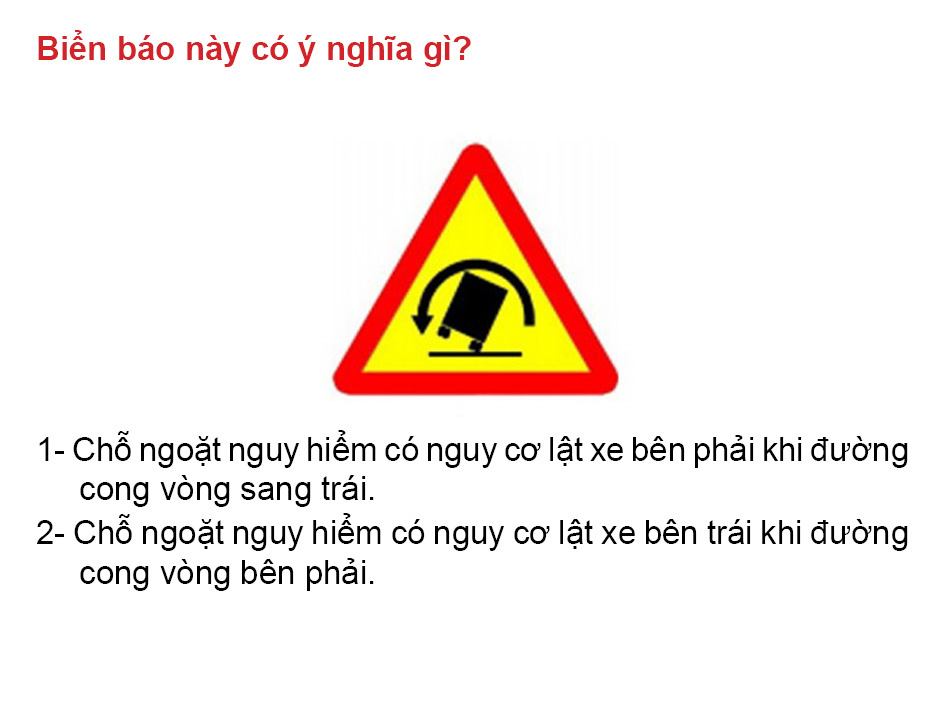 Biển báo này có ý nghĩa gì?
1- Chỗ ngoặt nguy hiểm có nguy cơ lật xe bên phải khi đường
cong vòng sang trái.
2- Chỗ ngoặt nguy hiểm có nguy cơ lật xe bên trái khi đường
cong vòng bên phải.